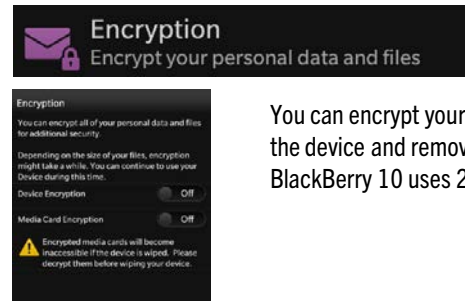 Encryption
Encrypt your personal data and files
Encryption
You can encrypt all of your personal data and files
for additional security.
Depending on the size of your files, encryption
might take a while. You can continue to use your
Device during this time.
Device Encryption Off
Media Card Encryption Off
Encrypted media cards will become
inaccessible if the device is wiped. Please
decrypt them before wiping your device.
You can encrypt your
the device and remov
BlackBerry 10 uses 2